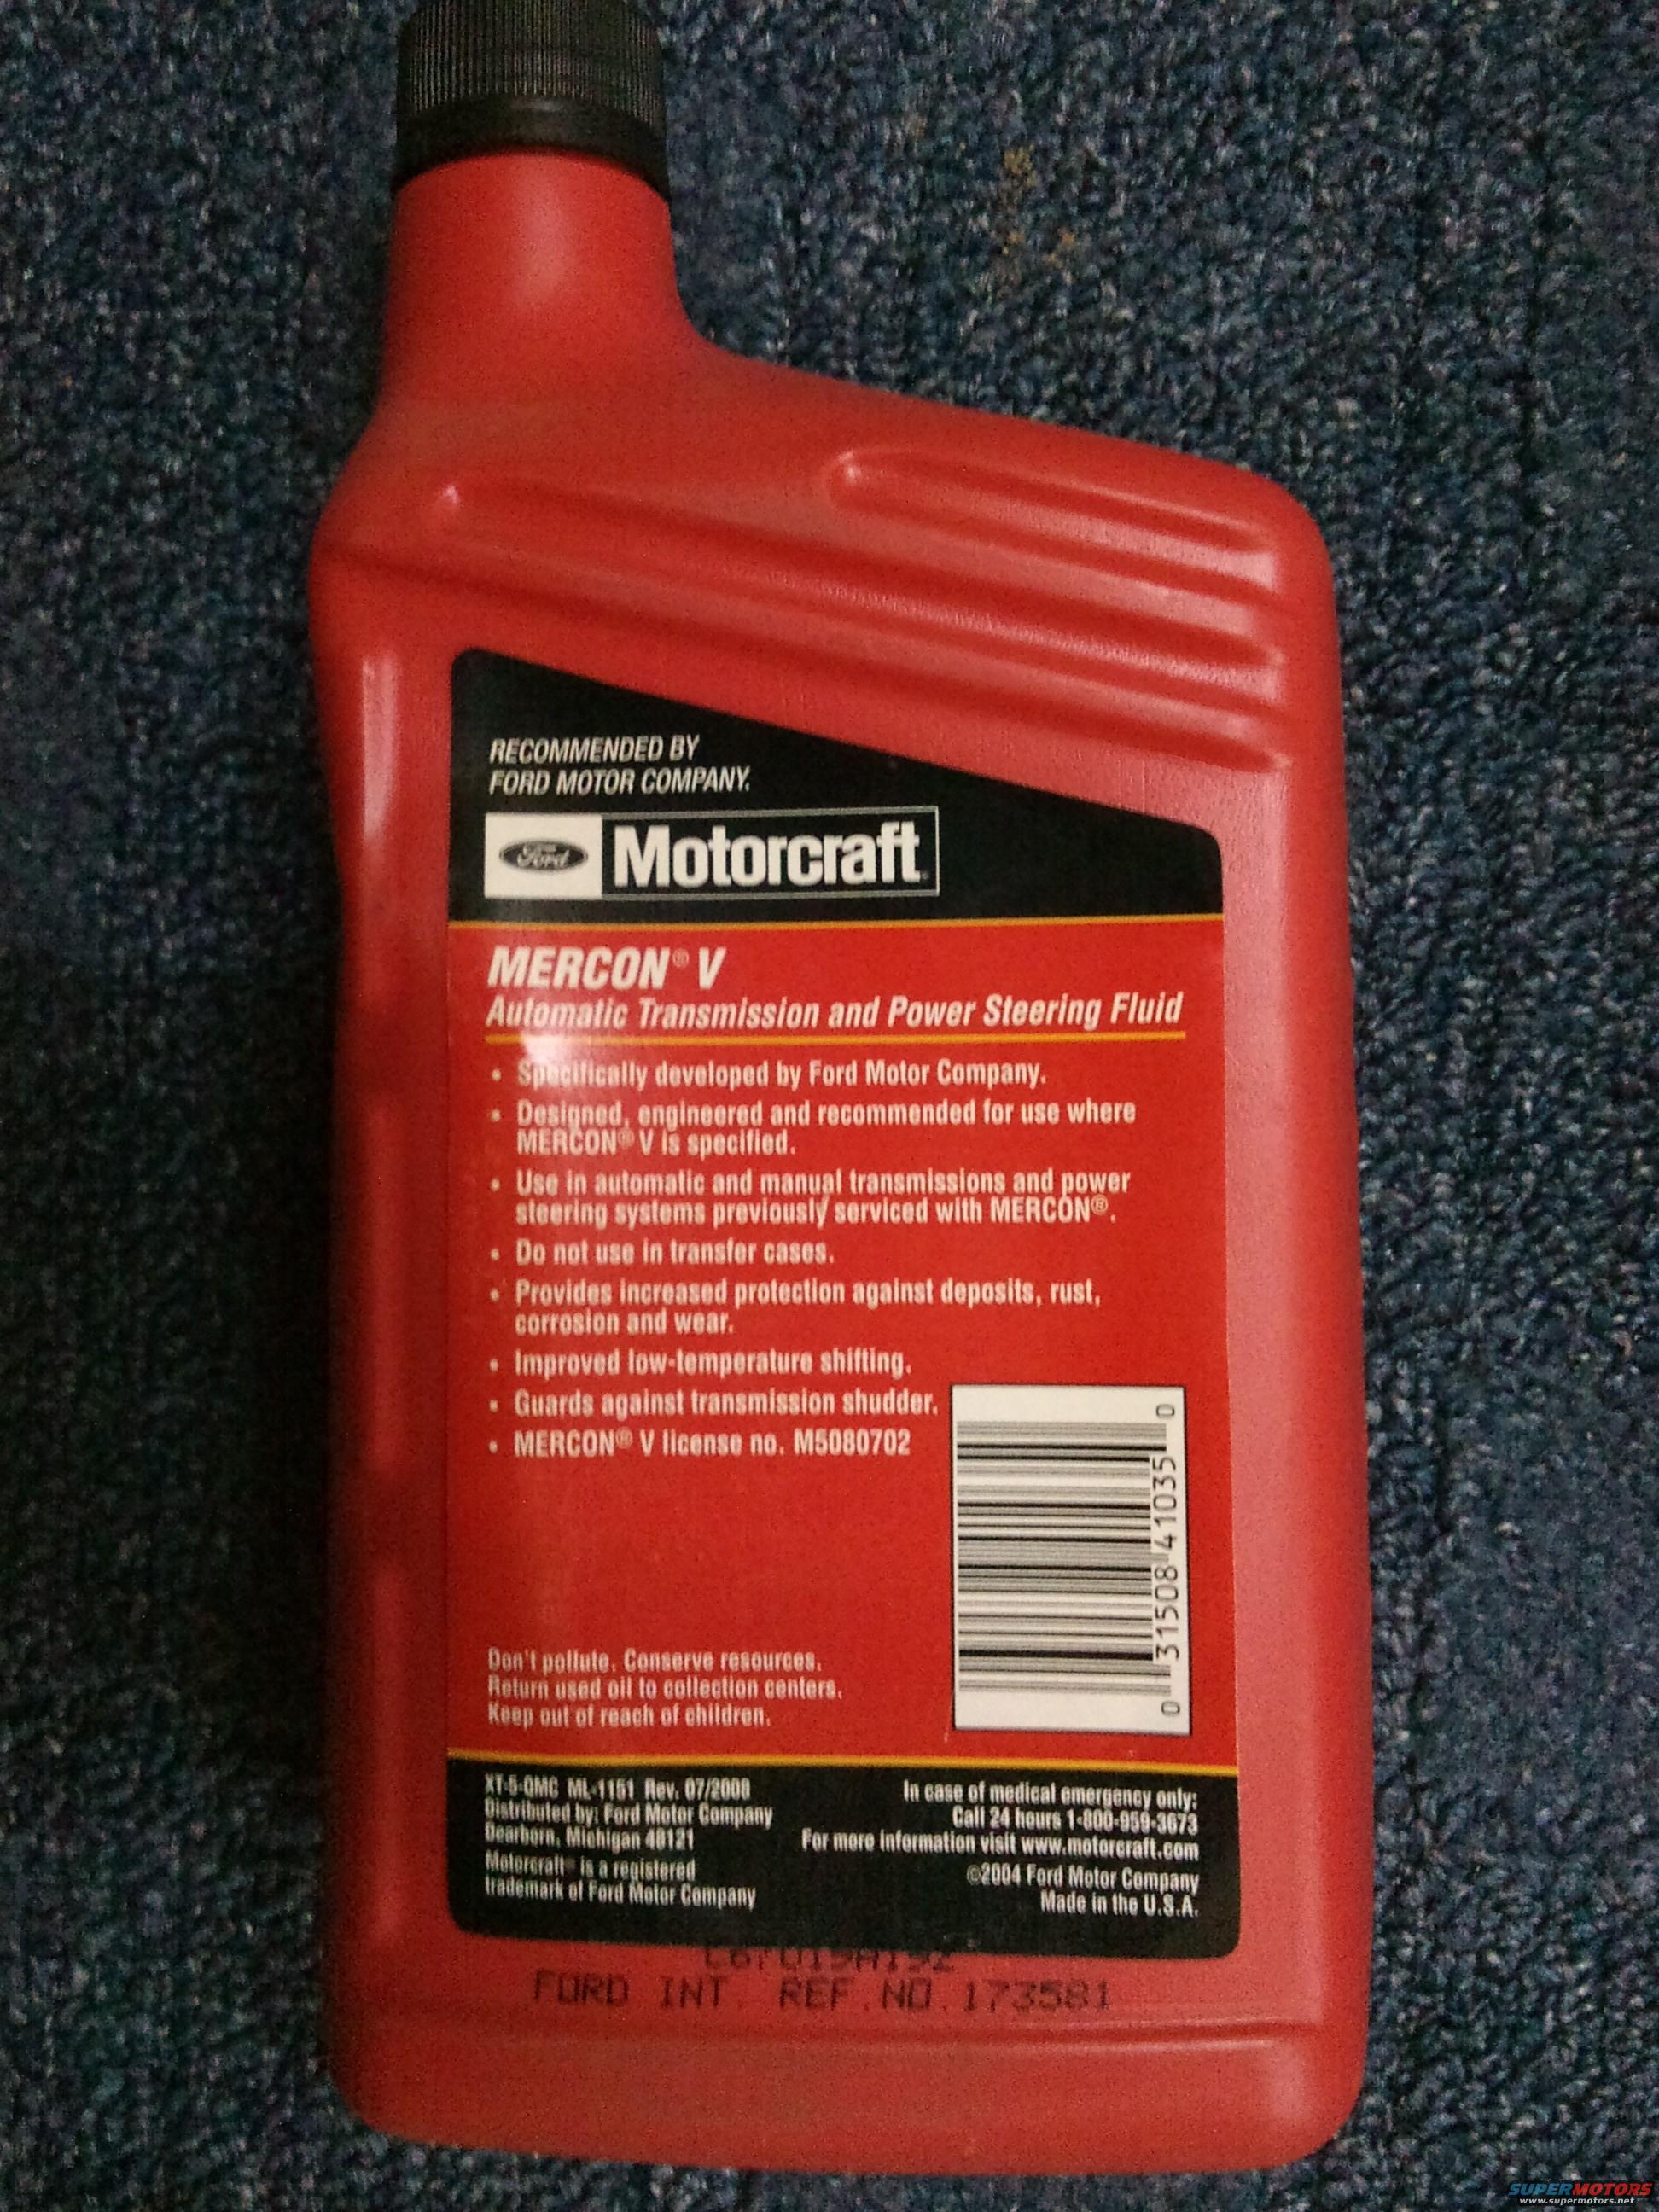 RECOMMENDED BY
FORD MOTOR COMPANY.
Ford Motorcraft
MERCON® V
Automatic Transmission and Power Steering Fluid
• Specifically developed by Ford Motor Company.
• Designed, engineered and recommended for use where
MERCON® V is specified.
• Use in automatic and manual transmissions and power
steering systems previously serviced with MERCON®.
• Do not use in transfer cases.
• Provides increased protection against deposits, rust,
corrosion and wear.
• Improved low-temperature shifting.
• Guards against transmission shudder.
• MERCON® V license no. M5080702
0 31508 41035 0
Don't pollute. Conserve resources.
Return used oil to collection centers.
Keep out of reach of children.
XT-5-QMC ML-1151 Rev. 07/2008
Distributed by: Ford Motor Company
Dearborn, Michigan 48121
Motorcraft® is a registered
trademark of Ford Motor Company
In case of medical emergency only:
Call 24 hours 1-800-959-3673
For more information visit www.motorcraft.com
©2004 Ford Motor Company
Made in the U.S.A.
FORD INT. REF.NO.173581
SUPERMOTORS
www.supermotors.net